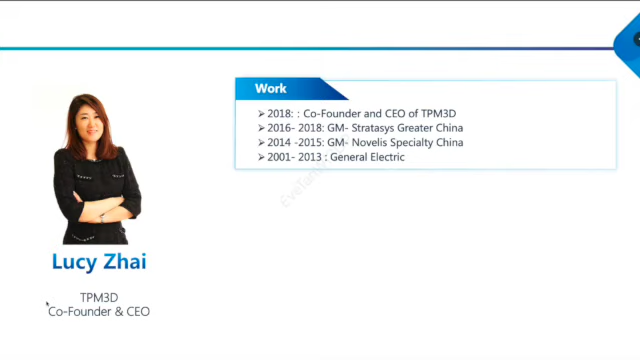 Work
➢ 2018: : Co-Founder and CEO of TPM3D
➢ 2016- 2018: GM- Stratasys Greater China
➢ 2014 -2015: GM- Novelis Specialty China
➢ 2001- 2013 : General Electric
Lucy Zhai
TPM3D
Co-Founder & CEO